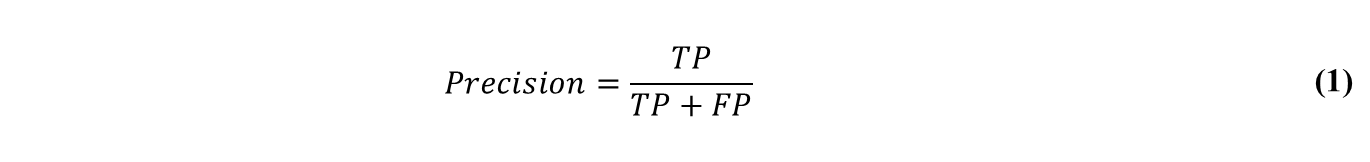 Precision = TP / TP + FP (1)